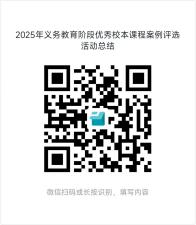 2025年义务教育阶段优秀校本课程案例评选
活动总结
微信扫码或长按识别，填写内容